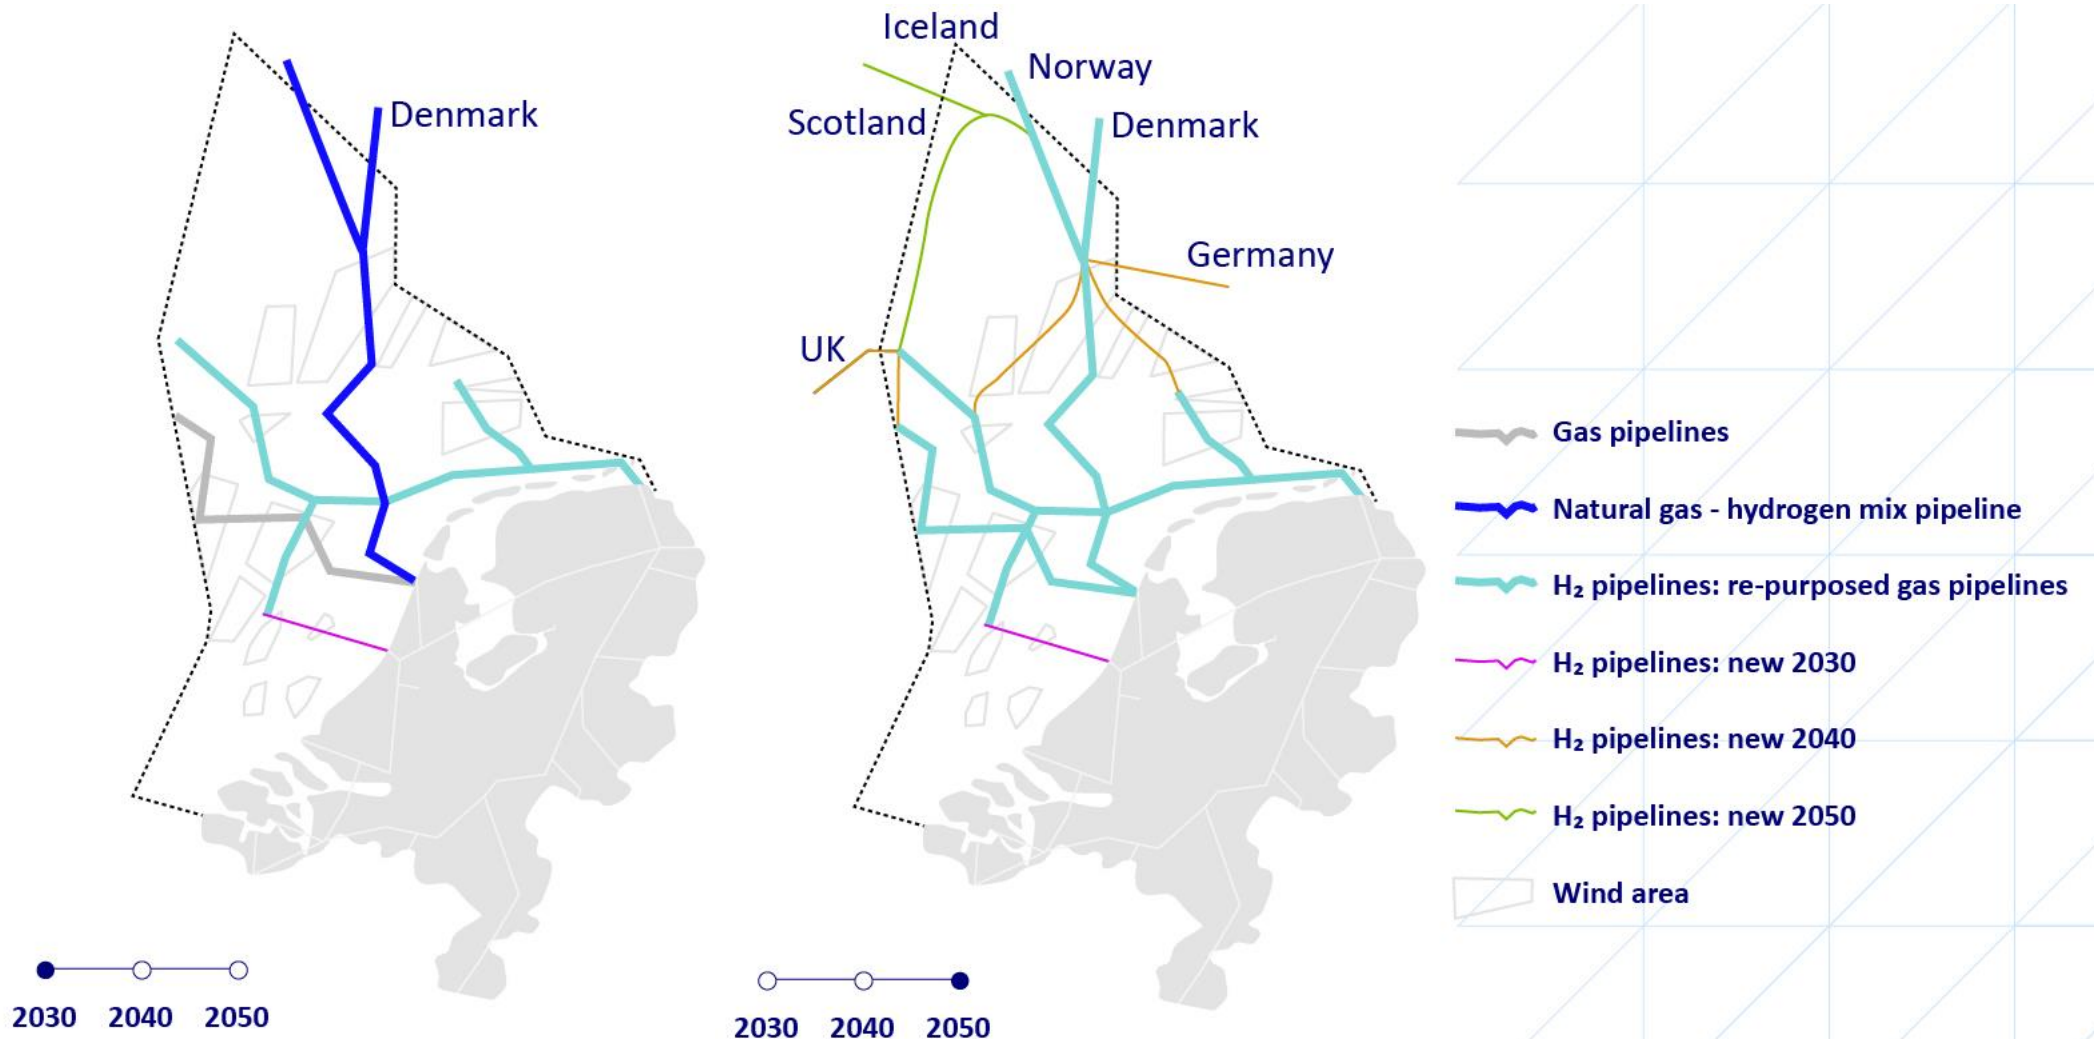 Denmark
2030 2040 2050
Iceland
Norway
Scotland
Denmark
Germany
UK
2030 2040 2050
Gas pipelines
Natural gas - hydrogen mix pipeline
H₂ pipelines: re-purposed gas pipelines
H₂ pipelines: new 2030
H₂ pipelines: new 2040
H₂ pipelines: new 2050
Wind area